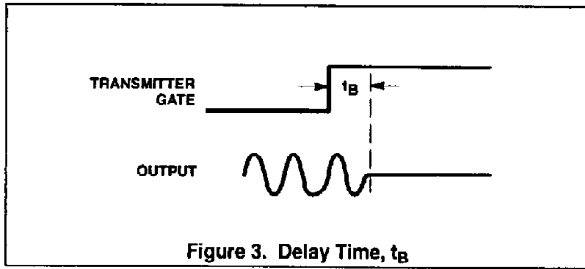 TRANSMITTER
GATE
tB
OUTPUT
Figure 3. Delay Time, tB